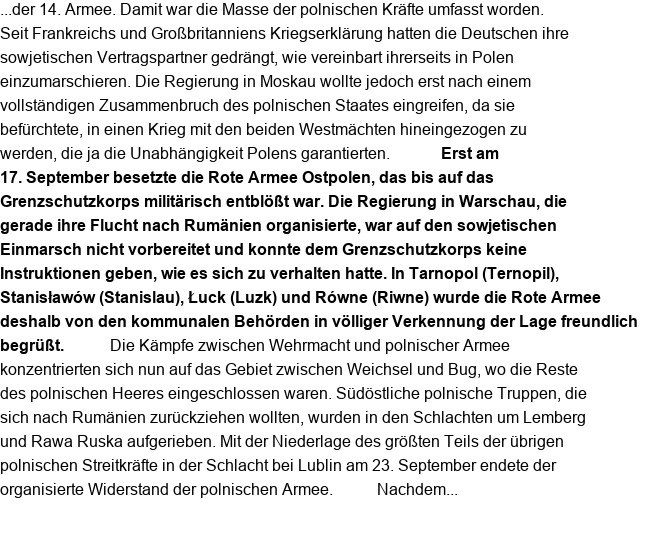 ...der 14. Armee. Damit war die Masse der polnischen Kräfte umfasst worden.
Seit Frankreichs und Großbritanniens Kriegserklärung hatten die Deutschen ihre
sowjetischen Vertragspartner gedrängt, wie vereinbart ihrerseits in Polen
einzumarschieren. Die Regierung in Moskau wollte jedoch erst nach einem
vollständigen Zusammenbruch des polnischen Staates eingreifen, da sie
befürchtete, in einen Krieg mit den beiden Westmächten hineingezogen zu
werden, die ja die Unabhängigkeit Polens garantierten. Erst am
17. September besetzte die Rote Armee Ostpolen, das bis auf das
Grenzschutzkorps militärisch entblößt war. Die Regierung in Warschau, die
gerade ihre Flucht nach Rumänien organisierte, war auf den sowjetischen
Einmarsch nicht vorbereitet und konnte dem Grenzschutzkorps keine
Instruktionen geben, wie es sich zu verhalten hatte. In Tarnopol (Ternopil),
Stanisławów (Stanislau), Łuck (Luzk) und Równe (Riwne) wurde die Rote Armee
deshalb von den kommunalen Behörden in völliger Verkennung der Lage freundlich
begrüßt. Die Kämpfe zwischen Wehrmacht und polnischer Armee
konzentrierten sich nun auf das Gebiet zwischen Weichsel und Bug, wo die Reste
des polnischen Heeres eingeschlossen waren. Südöstliche polnische Truppen, die
sich nach Rumänien zurückziehen wollten, wurden in den Schlachten um Lemberg
und Rawa Ruska aufgerieben. Mit der Niederlage des größten Teils der übrigen
polnischen Streitkräfte in der Schlacht bei Lublin am 23. September endete der
organisierte Widerstand der polnischen Armee. Nachdem...